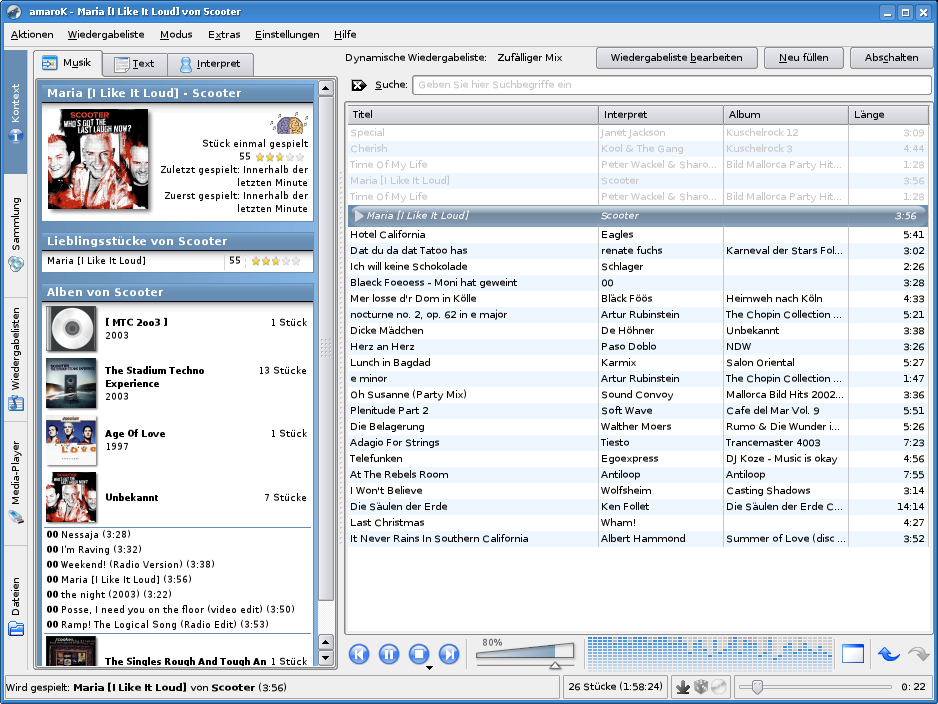 amaroK - Maria [I Like It Loud] von Scooter
Aktionen Wiedergabeliste Modus Extras Einstellungen Hilfe
Kontext
Sammlung
Wiedergabelisten
Media-Player
Dateien
Musik Text Interpret
Maria [I Like It Loud] - Scooter
SCOOTER
WHO'S GOT THE
LAST LAUGH NOW?
Stück einmal gespielt
55
Zuletzt gespielt: Innerhalb der
letzten Minute
Zuerst gespielt: Innerhalb der
letzten Minute
Lieblingsstücke von Scooter
Maria [I Like It Loud] 55
Alben von Scooter
[ MTC 2oo3 ] 1 Stück
2003
The Stadium Techno
Experience 13 Stücke
2003
Age Of Love 1 Stück
1997
Unbekannt 7 Stücke
00 Nessaja (3:28)
00 I'm Raving (3:32)
00 Weekend! (Radio Version) (3:38)
00 Maria [I Like It Loud] (3:56)
00 the night (2003) (3:22)
00 Posse, I need you on the floor (video edit) (3:50)
00 Ramp! The Logical Song (Radio Edit) (3:53)
The Singles Rough And Tough An 1 Stück
Dynamische Wiedergabeliste: Zufälliger Mix Wiedergabeliste bearbeiten Neu füllen Abschalten
Suche: Geben Sie hier Suchbegriffe ein
Titel Interpret Album Länge
Special Janet Jackson Kuschelrock 12 3:09
Cherish Kool & The Gang Kuschelrock 3 4:44
Time Of My Life Peter Wackel & Sharo... Bild Mallorca Party Hit... 1:28
Maria [I Like It Loud] Scooter 3:56
Time Of My Life Peter Wackel & Sharo... Bild Mallorca Party Hit... 1:28
Maria [I Like It Loud] Scooter 3:56
Hotel California Eagles 5:41
Dat du da dat Tatoo has renate fuchs Karneval der Stars Fol... 3:02
Ich will keine Schokolade Schlager 2:26
Blaeck Foeoess - Moni hat geweint 00 3:28
Mer losse d'r Dom in Kölle Bläck Föös Heimweh nach Köln 4:33
nocturne no. 2, op. 62 in e major Artur Rubinstein The Chopin Collection ... 5:21
Dicke Mädchen De Höhner Unbekannt 3:38
Herz an Herz Paso Doblo NDW 3:26
Lunch in Bagdad Karmix Salon Oriental 5:27
e minor Artur Rubinstein The Chopin Collection ... 1:47
Oh Susanne (Party Mix) Sound Convoy Mallorca Bild Hits 2002... 3:36
Plenitude Part 2 Soft Wave Cafe del Mar Vol. 9 5:51
Die Belagerung Walther Moers Rumo & Die Wunder i... 5:26
Adagio For Strings Tiesto Trancemaster 4003 7:23
Telefunken Egoexpress DJ Koze - Music is okay 4:56
At The Rebels Room Antiloop Antiloop 7:55
I Won't Believe Wolfsheim Casting Shadows 3:14
Die Säulen der Erde Ken Follet Die Säulen der Erde C... 14:14
Last Christmas Wham! 4:27
It Never Rains In Southern California Albert Hammond Summer of Love (disc ... 3:52
80%
Wird gespielt: Maria [I Like It Loud] von Scooter (3:56) 26 Stücke (1:58:24) 0: 22